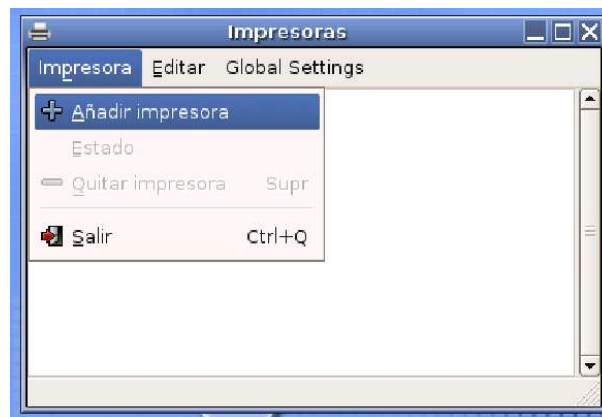 Impresoras
Impresora Editar Global Settings
Añadir impresora
Estado
Quitar impresora Supr
Salir Ctrl+Q